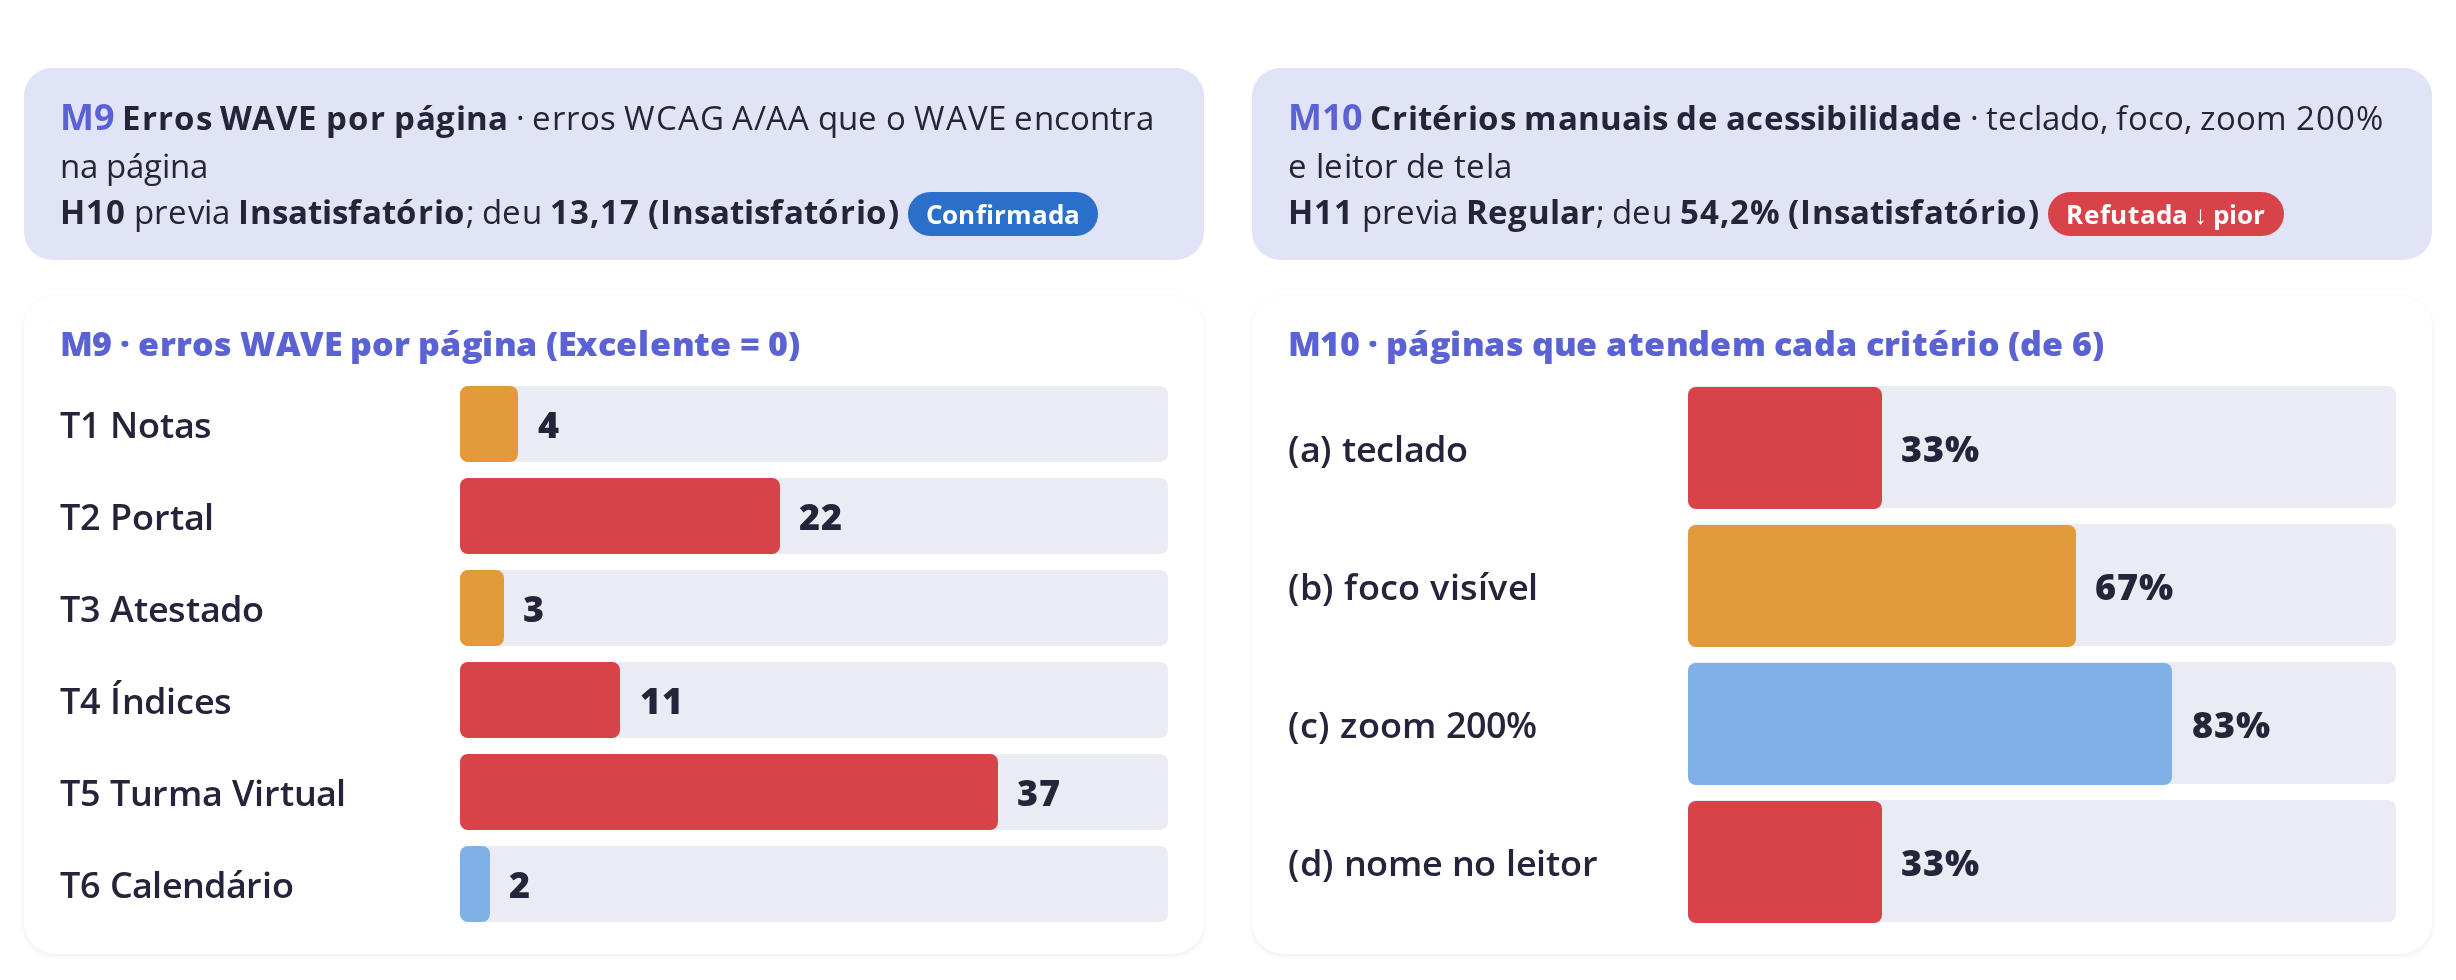 M9 Erros WAVE por página · erros WCAG A/AA que o WAVE encontra
na página
H10 previa Insatisfatório; deu 13,17 (Insatisfatório) Confirmada
M10 Critérios manuais de acessibilidade · teclado, foco, zoom 200%
e leitor de tela
H11 previa Regular; deu 54,2% (Insatisfatório) Refutada ↓ pior
M9 · erros WAVE por página (Excelente = 0)
T1 Notas 4
T2 Portal 22
T3 Atestado 3
T4 Índices 11
T5 Turma Virtual 37
T6 Calendário 2
M10 · páginas que atendem cada critério (de 6)
(a) teclado 33%
(b) foco visível 67%
(c) zoom 200% 83%
(d) nome no leitor 33%